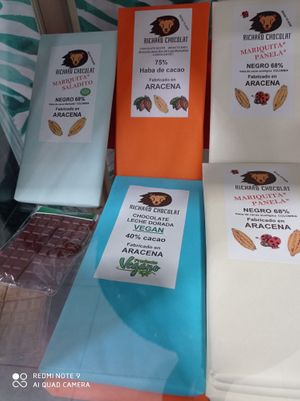 RICHARD CHOCOLAT
MARIQUITA*
SALADITO
NEGRO 68%
Fabricado en
ARACENA
RICHARD CHOCOLAT
75%
Haba de cacao
Fabricado en
ARACENA
RICHARD CHOCOLAT
MARIQUITA*
PANELA*
NEGRO 68%
Fabricado en
ARACENA
RICHARD CHOCOLAT
CHOCOLATE
LECHE DORADA
VEGAN
40% cacao
Fabricado en
ARACENA
Vegano
RICHARD CHOCOLAT
MARIQUITA*
PANELA*
NEGRO 68%
Fabricado en
ARACENA
REDMI NOTE 9
AI QUAD CAMERA